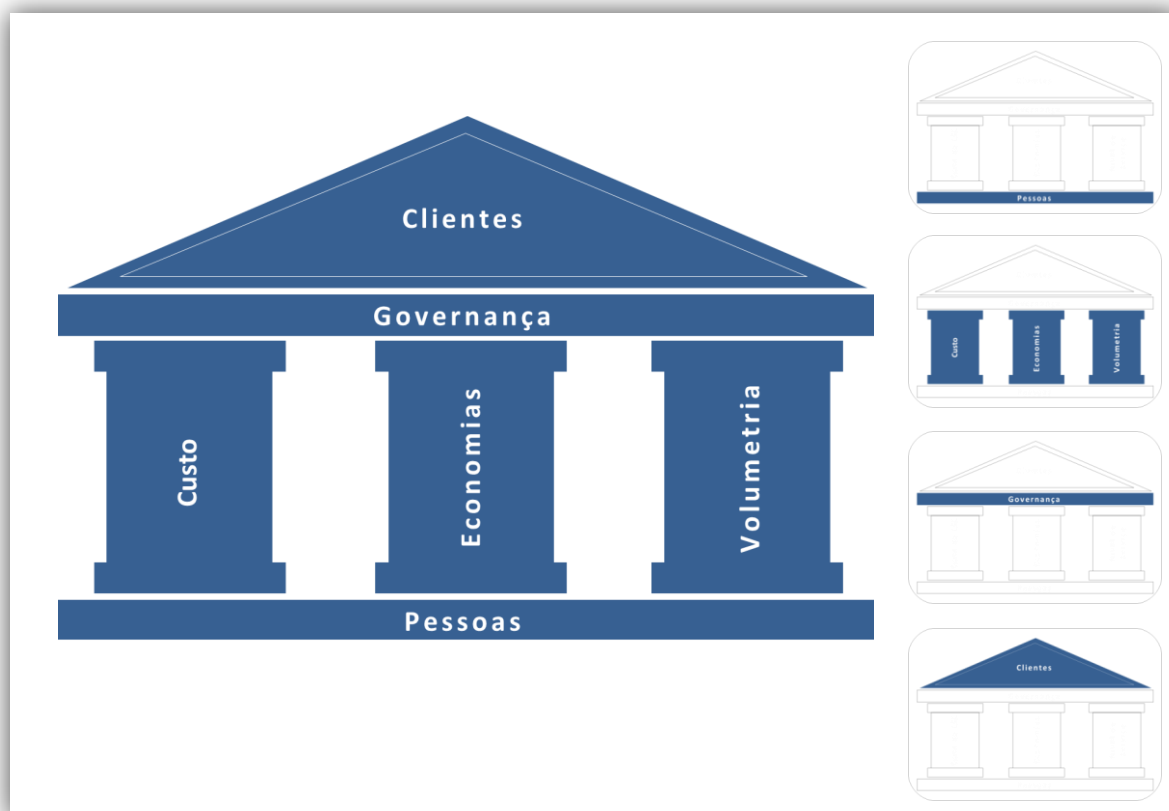 Clientes
Governança
Custo
Economias
Volumetria
Pessoas
Pessoas
Custo
Economias
Volumetria
Governança
Clientes